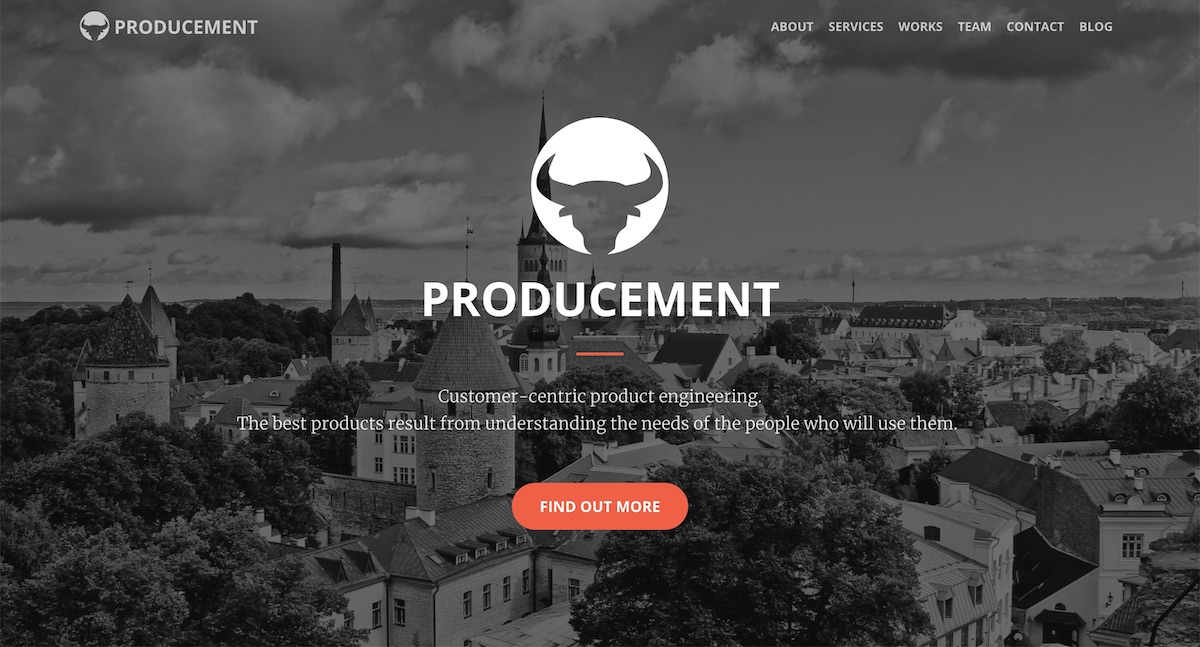 PRODUCEMENT
ABOUT SERVICES WORKS TEAM CONTACT BLOG
PRODUCEMENT
Customer-centric product engineering.
The best products result from understanding the needs of the people who will use them.
FIND OUT MORE